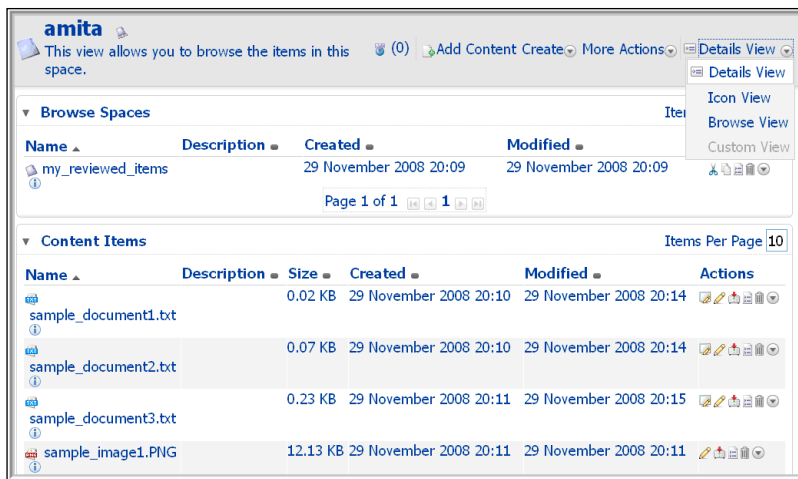 amita
This view allows you to browse the items in this space.
(0) Add Content Create More Actions Details View
Details View
Icon View
Browse View
Custom View
Browse Spaces
Name Description Created Modified
my_reviewed_items 29 November 2008 20:09 29 November 2008 20:09
Page 1 of 1 1
Content Items Items Per Page 10
Name Description Size Created Modified Actions
TXT 0.02 KB 29 November 2008 20:10 29 November 2008 20:14
sample_document1.txt
TXT 0.07 KB 29 November 2008 20:10 29 November 2008 20:14
sample_document2.txt
TXT 0.23 KB 29 November 2008 20:11 29 November 2008 20:15
sample_document3.txt
sample_image1.PNG 12.13 KB 29 November 2008 20:11 29 November 2008 20:11